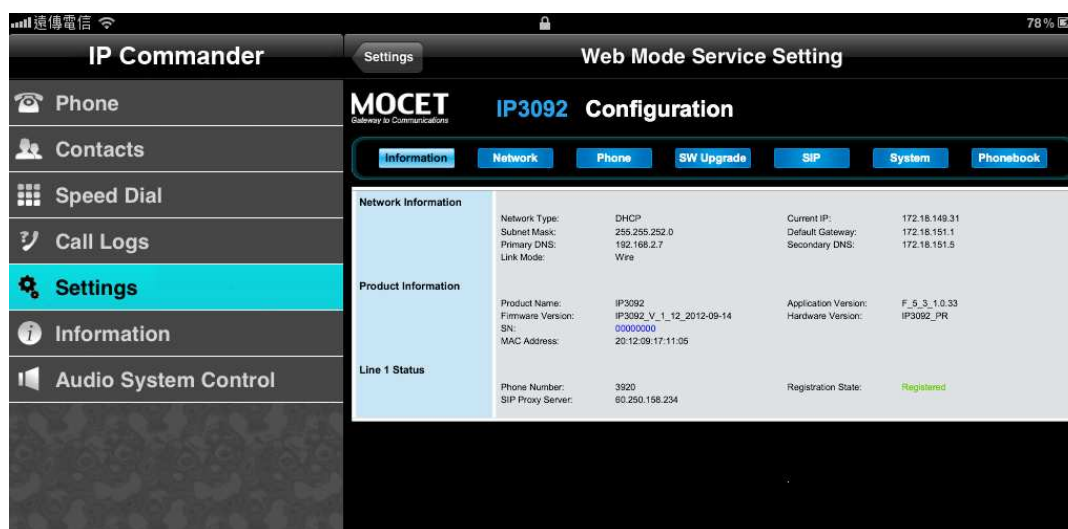 遠傳電信 78%
IP Commander
Settings Web Mode Service Setting
Phone
Contacts
Speed Dial
Call Logs
Settings
Information
Audio System Control
MOCET IP3092 Configuration
Gateway to Communications
Information Network Phone SW Upgrade SIP System Phonebook
Network Information
Network Type: DHCP Current IP: 172.18.149.31
Subnet Mask: 255.255.252.0 Default Gateway: 172.18.151.1
Primary DNS: 192.168.2.7 Secondary DNS: 172.18.151.5
Link Mode: Wire
Product Information
Product Name: IP3092 Application Version: F_5_3_1.0.33
Firmware Version: IP3092_V_1_12_2012-09-14 Hardware Version: IP3092_PR
SN: 00000000
MAC Address: 20:12:09:17:11:05
Line 1 Status
Phone Number: 3920 Registration State: Registered
SIP Proxy Server: 60.250.158.234